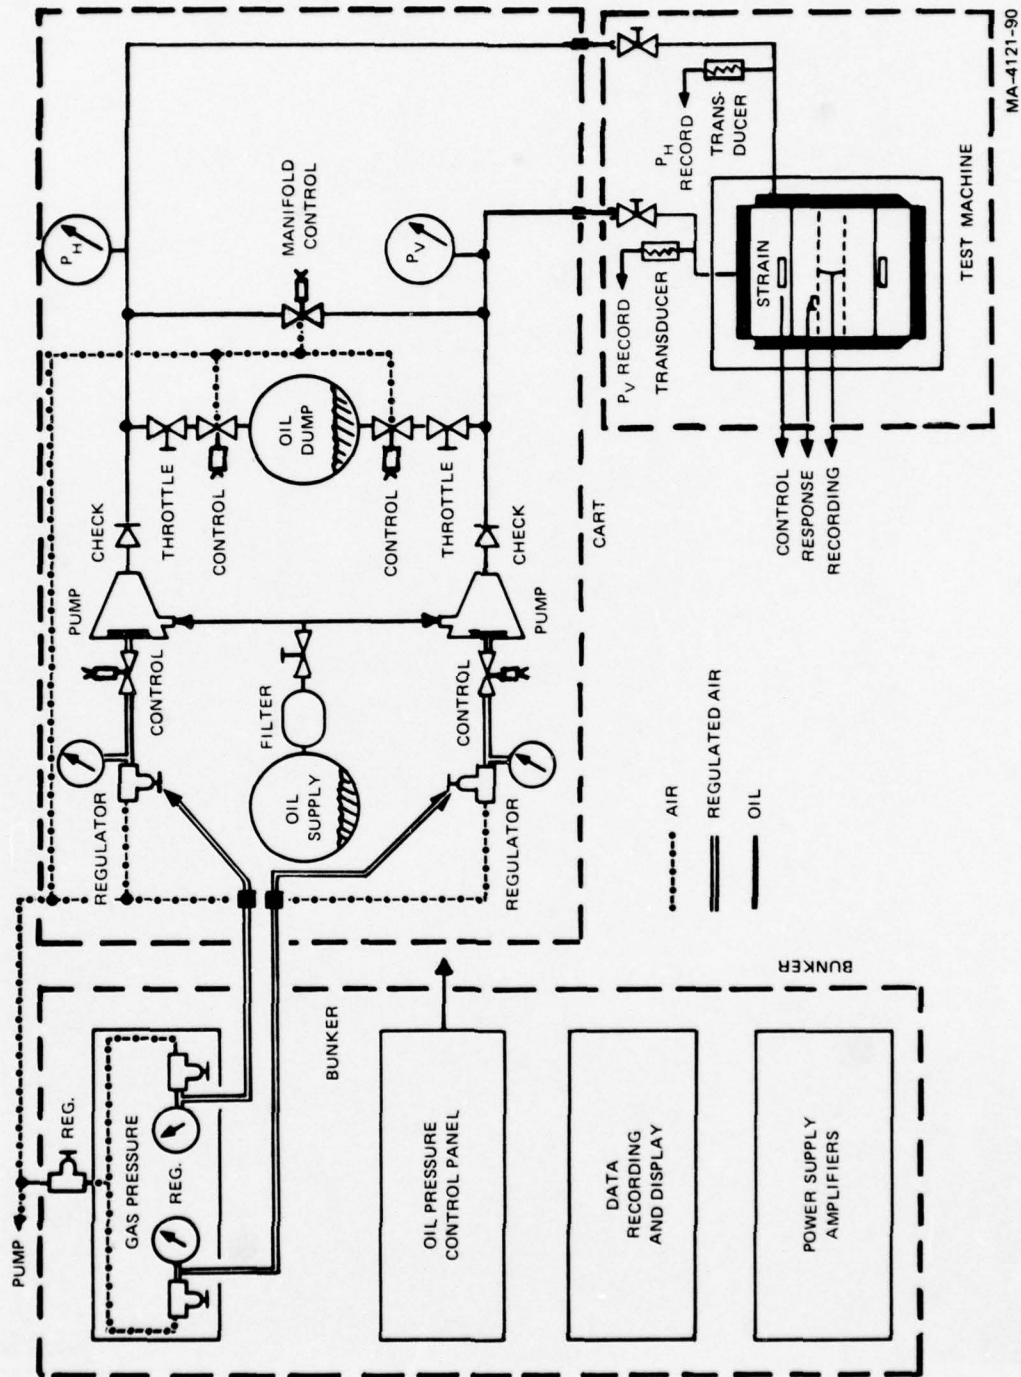 PUMP
REG.
GAS PRESSURE
REG.
BUNKER
OIL PRESSURE
CONTROL PANEL
DATA
RECORDING
AND DISPLAY
POWER SUPPLY
AMPLIFIERS
BUNKER
REGULATOR
CONTROL
PUMP
CHECK
THROTTLE
CONTROL
OIL
SUPPLY
FILTER
OIL
DUMP
MANIFOLD
CONTROL
P_H
P_V
REGULATOR
CONTROL
PUMP
CHECK
THROTTLE
CONTROL
CART
AIR
REGULATED AIR
OIL
P_V RECORD
TRANSDUCER
P_H
RECORD
TRANS-
DUCER
STRAIN
TEST MACHINE
CONTROL
RESPONSE
RECORDING
MA-4121-90